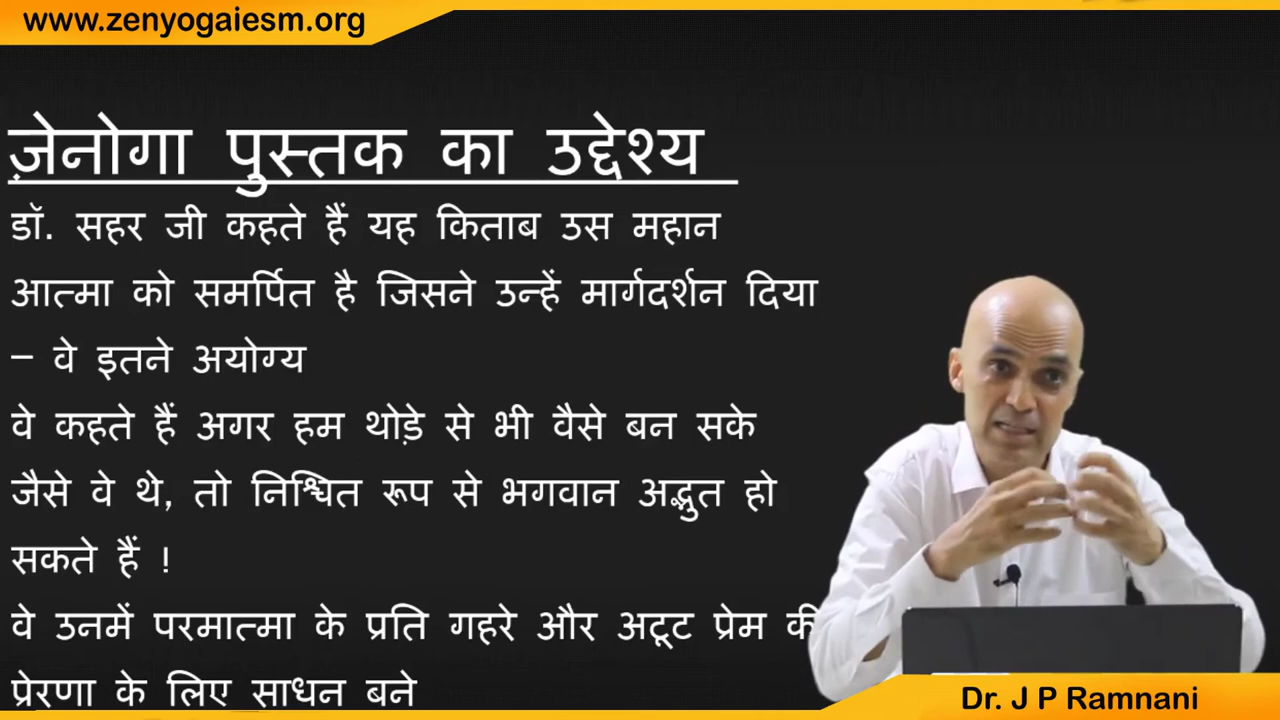 www.zenyogaiesm.org
ज़ेनोगा पुस्तक का उद्देश्य
डॉ. सहर जी कहते हैं यह किताब उस महान
आत्मा को समर्पित है जिसने उन्हें मार्गदर्शन दिया
– वे इतने अयोग्य
वे कहते हैं अगर हम थोड़े से भी वैसे बन सके
जैसे वे थे, तो निश्चित रूप से भगवान अद्भुत हो
सकते हैं !
वे उनमें परमात्मा के प्रति गहरे और अटूट प्रेम की
प्रेरणा के लिए साधन बने
Dr. J P Ramnani